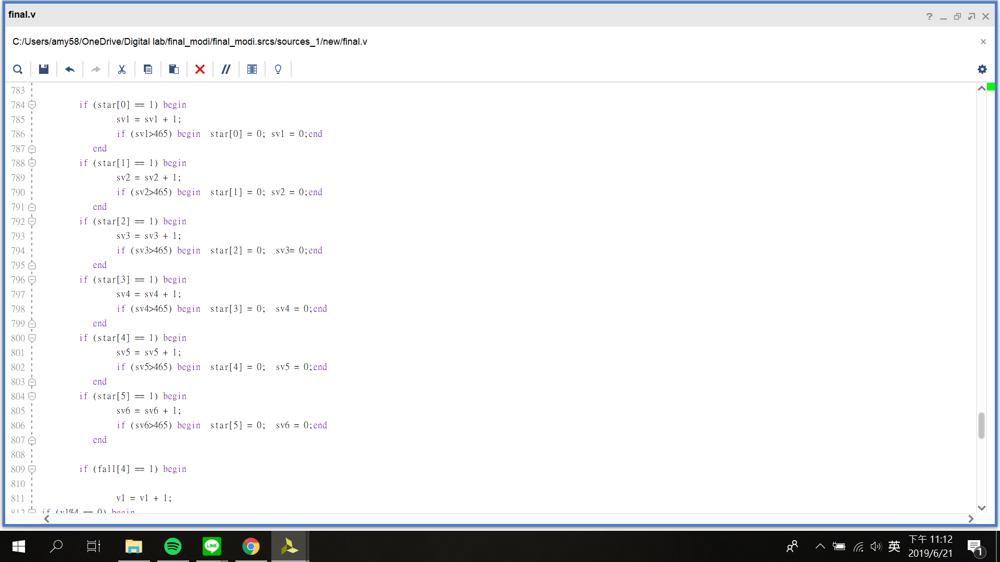 final.v
C:/Users/amy58/OneDrive/Digital lab/final_modi/final_modi.srcs/sources_1/new/final.v
783
784 if (star[0] == 1) begin
785 sv1 = sv1 + 1;
786 if (sv1>465) begin  star[0] = 0; sv1 = 0;end
787 end
788 if (star[1] == 1) begin
789 sv2 = sv2 + 1;
790 if (sv2>465) begin  star[1] = 0; sv2 = 0;end
791 end
792 if (star[2] == 1) begin
793 sv3 = sv3 + 1;
794 if (sv3>465) begin  star[2] = 0;  sv3= 0;end
795 end
796 if (star[3] == 1) begin
797 sv4 = sv4 + 1;
798 if (sv4>465) begin  star[3] = 0;  sv4 = 0;end
799 end
800 if (star[4] == 1) begin
801 sv5 = sv5 + 1;
802 if (sv5>465) begin  star[4] = 0;  sv5 = 0;end
803 end
804 if (star[5] == 1) begin
805 sv6 = sv6 + 1;
806 if (sv6>465) begin  star[5] = 0;  sv6 = 0;end
807 end
808
809 if (fall[4] == 1) begin
810
811 v1 = v1 + 1;
812 if (v1%4 == 0) begin
LINE
英
下午 11:12
2019/6/21
1